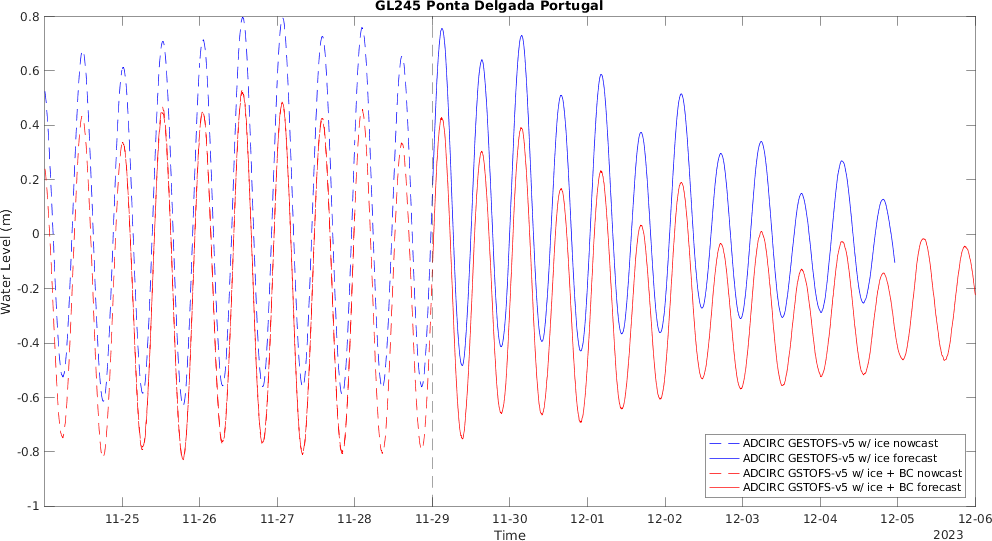 GL245 Ponta Delgada Portugal
0.8
0.6
0.4
0.2
0
-0.2
-0.4
-0.6
-0.8
-1
Water Level (m)
ADCIRC GESTOFS-v5 w/ ice nowcast
ADCIRC GESTOFS-v5 w/ ice forecast
ADCIRC GSTOFS-v5 w/ ice + BC nowcast
ADCIRC GSTOFS-v5 w/ ice + BC forecast
11-25 11-26 11-27 11-28 11-29 11-30 12-01 12-02 12-03 12-04 12-05 12-06
Time
2023